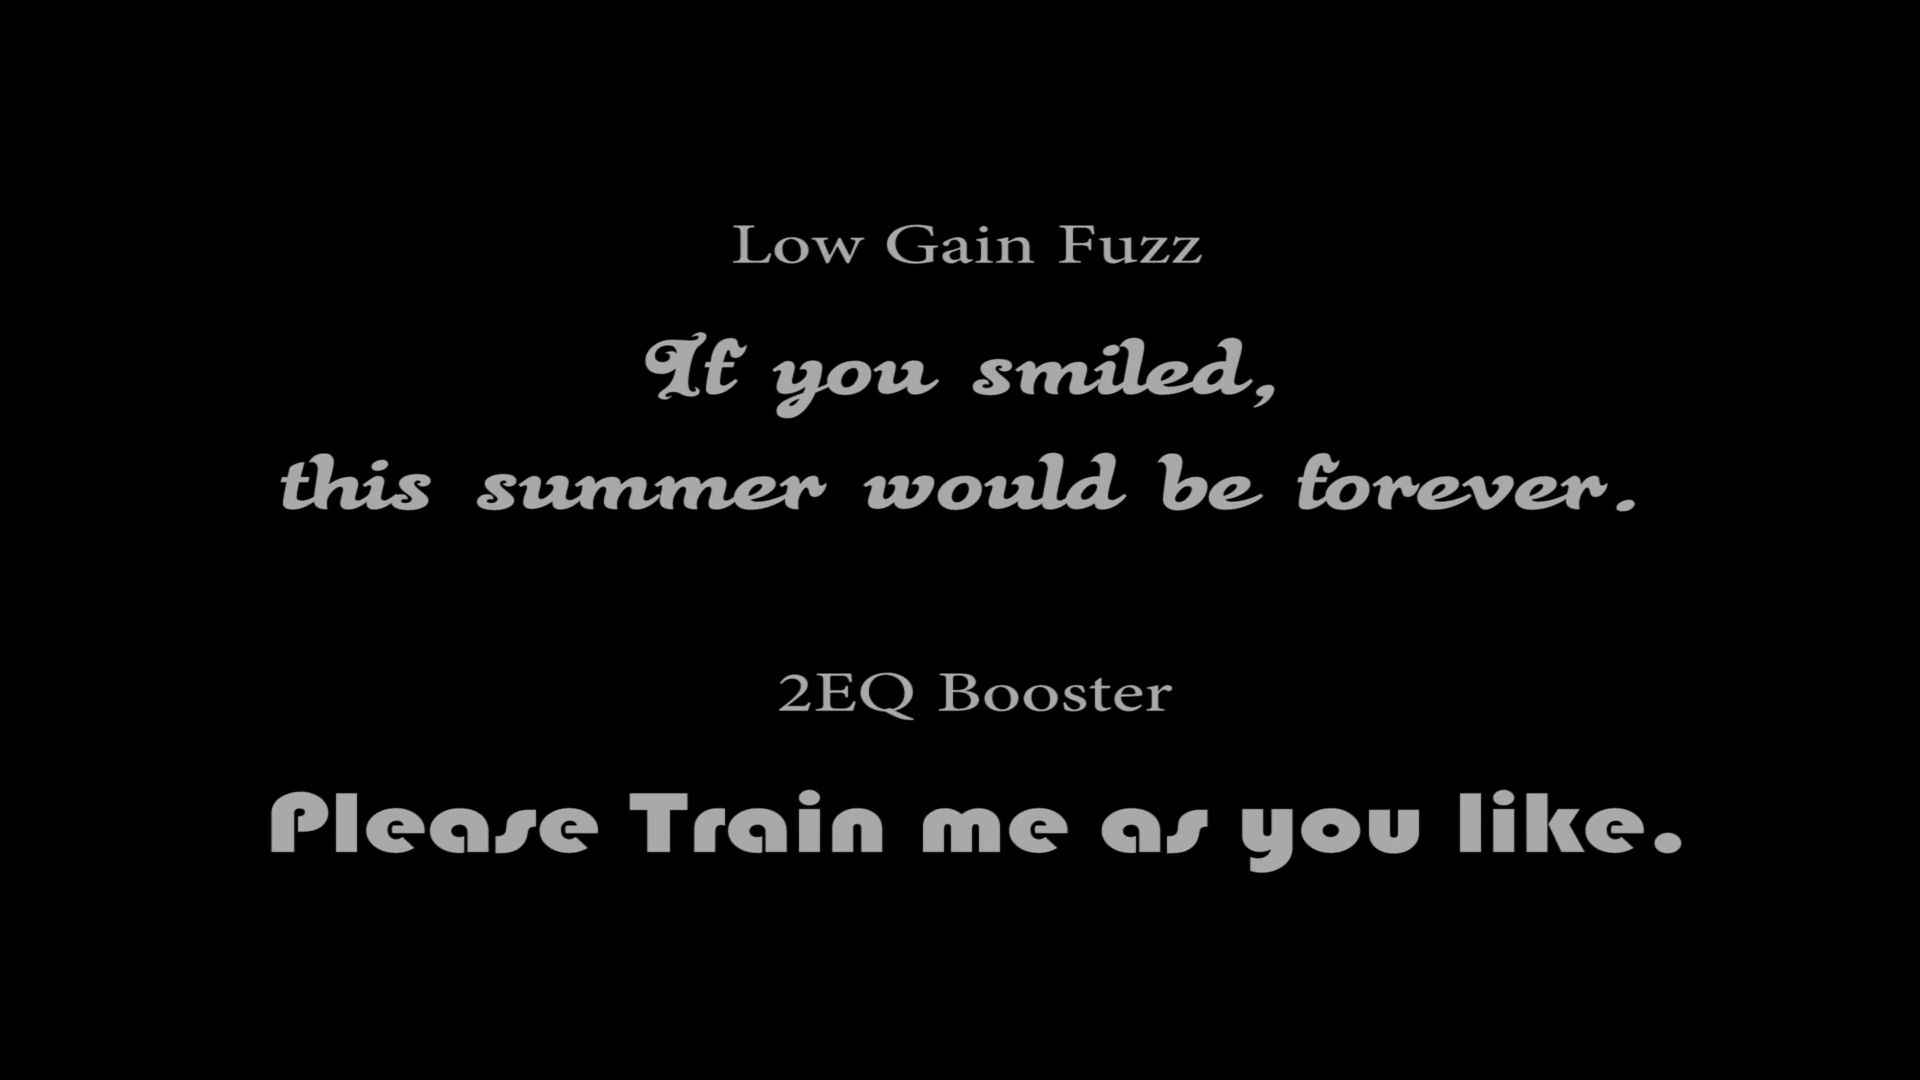 Low Gain Fuzz
If you smiled,
this summer would be forever.
2EQ Booster
Please Train me as you like.